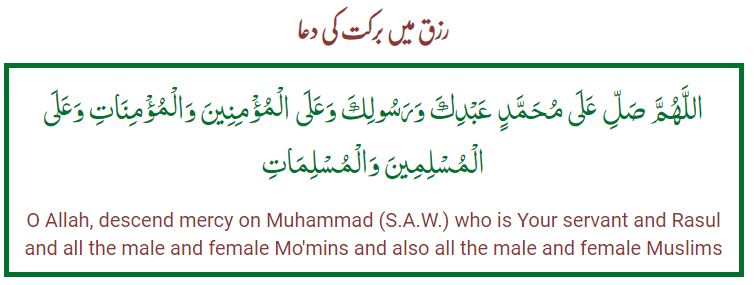 رزق میں برکت کی دعا
اللَّهُمَّ صَلِّ عَلَى مُحَمَّدٍ عَبْدِكَ وَرَسُولِكَ وَعَلَى الْمُؤْمِنِينَ وَالْمُؤْمِنَاتِ وَعَلَى
الْمُسْلِمِينَ وَالْمُسْلِمَاتِ
O Allah, descend mercy on Muhammad (S.A.W.) who is Your servant and Rasul
and all the male and female Mo'mins and also all the male and female Muslims